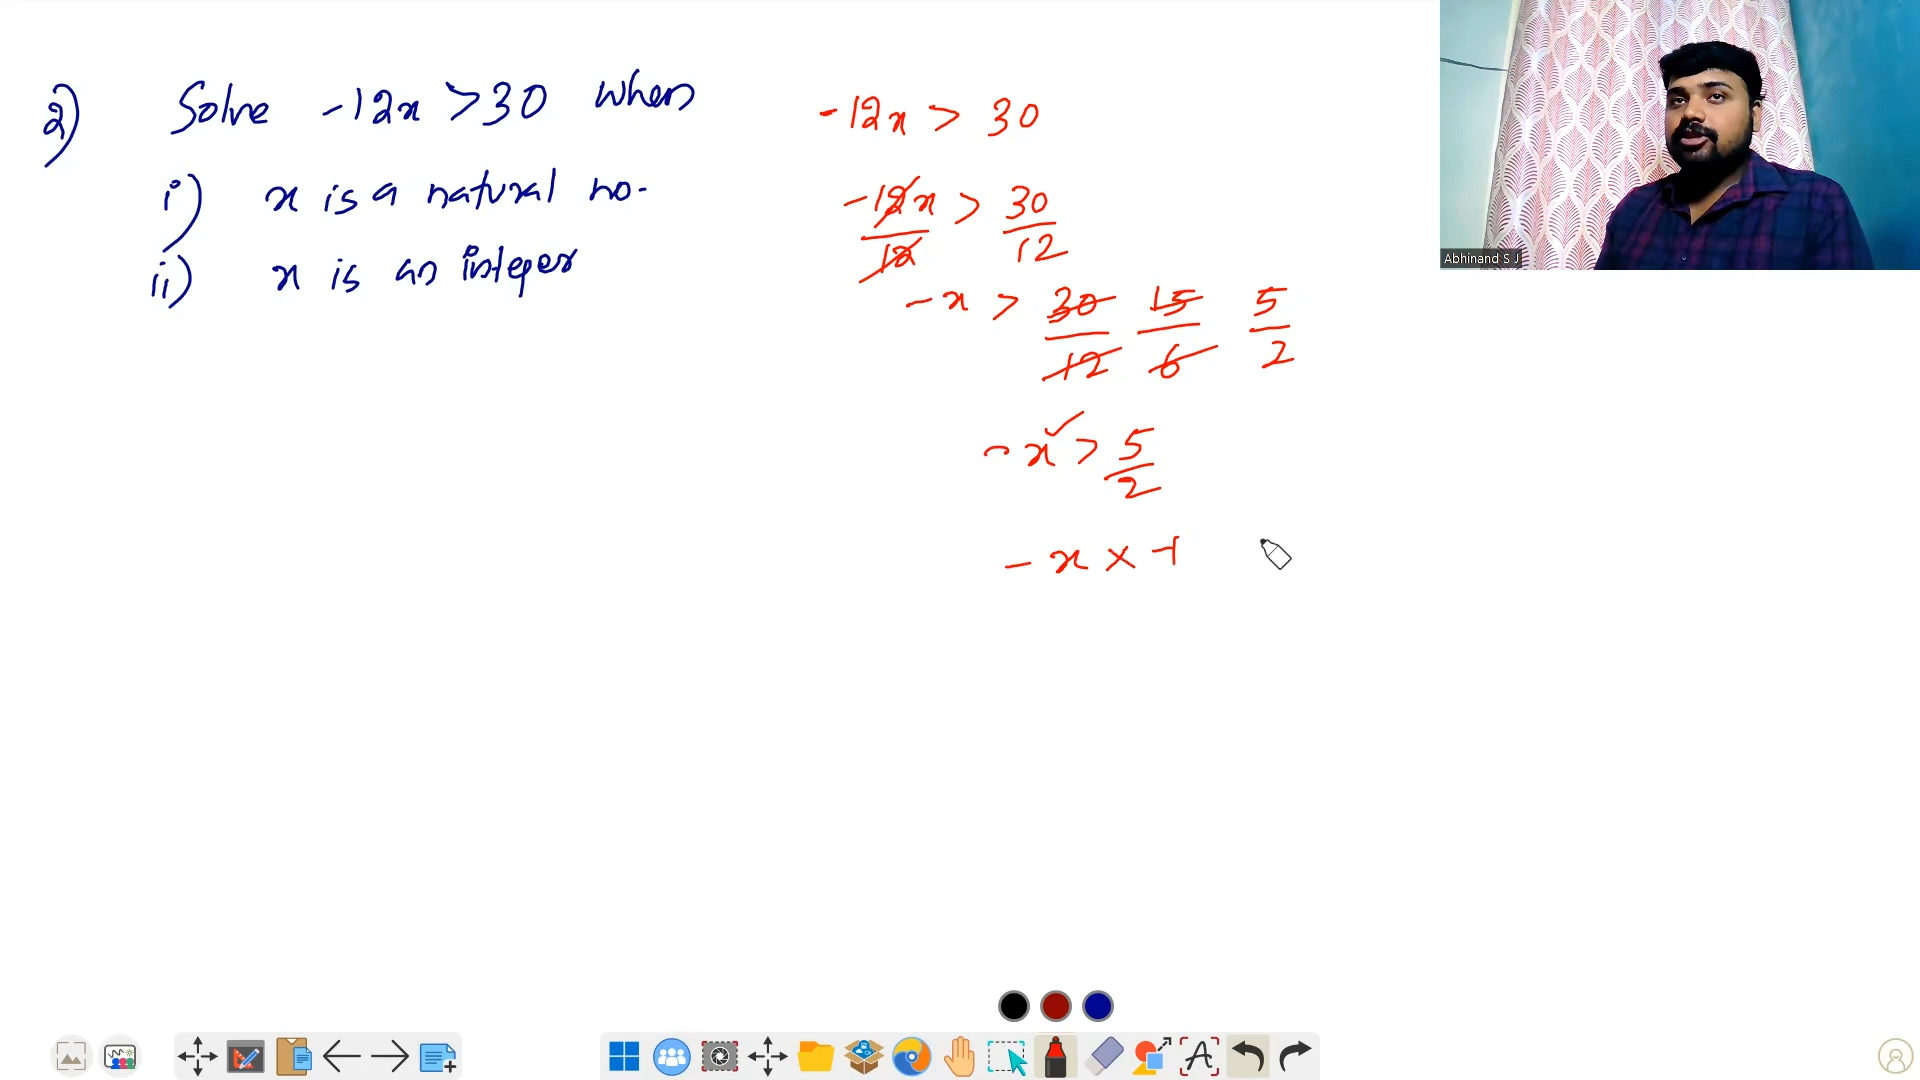 2) Solve -12x > 30 when
i) x is a natural no.
ii) x is an integer
-12x > 30
-12x/12 > 30/12
-x > 30/12 15/6 5/2
-x > 5/2
-x × -1
Abhinand S J